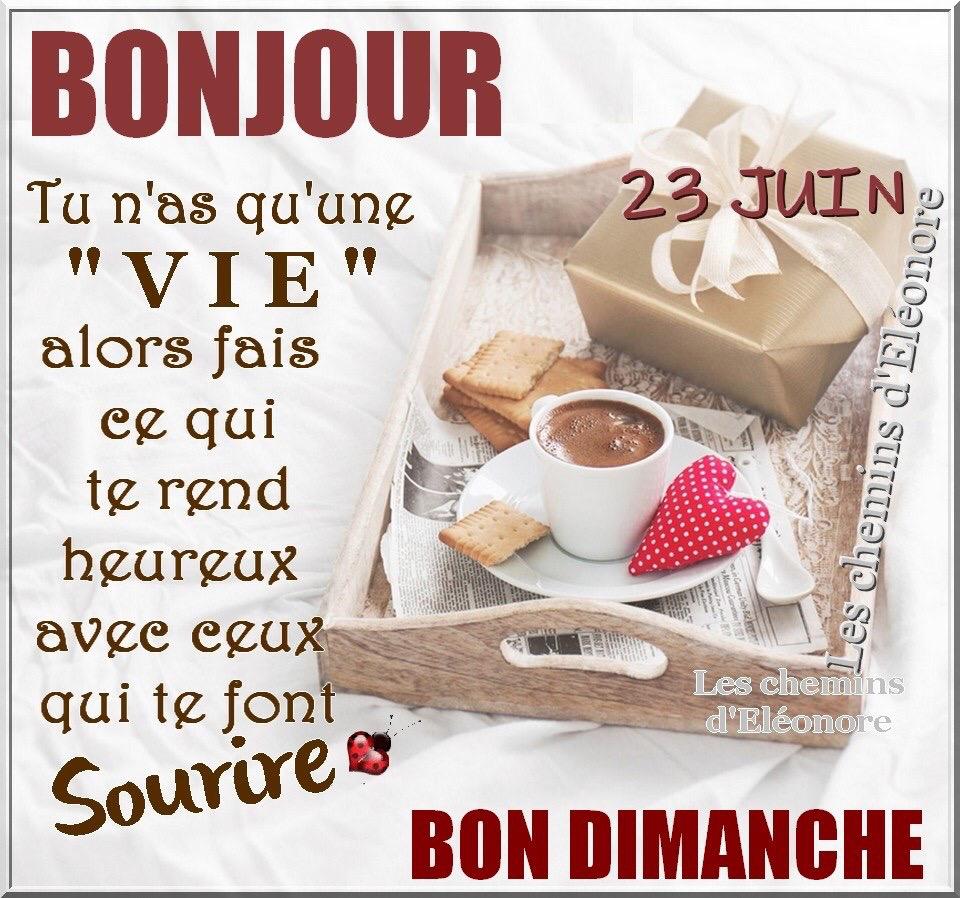 BONJOUR
23 JUIN
Tu n'as qu'une
" V I E "
alors fais
ce qui
te rend
heureux
avec ceux
qui te font
Sourire
Les chemins d'Eléonore
Les chemins
d'Eléonore
BON DIMANCHE